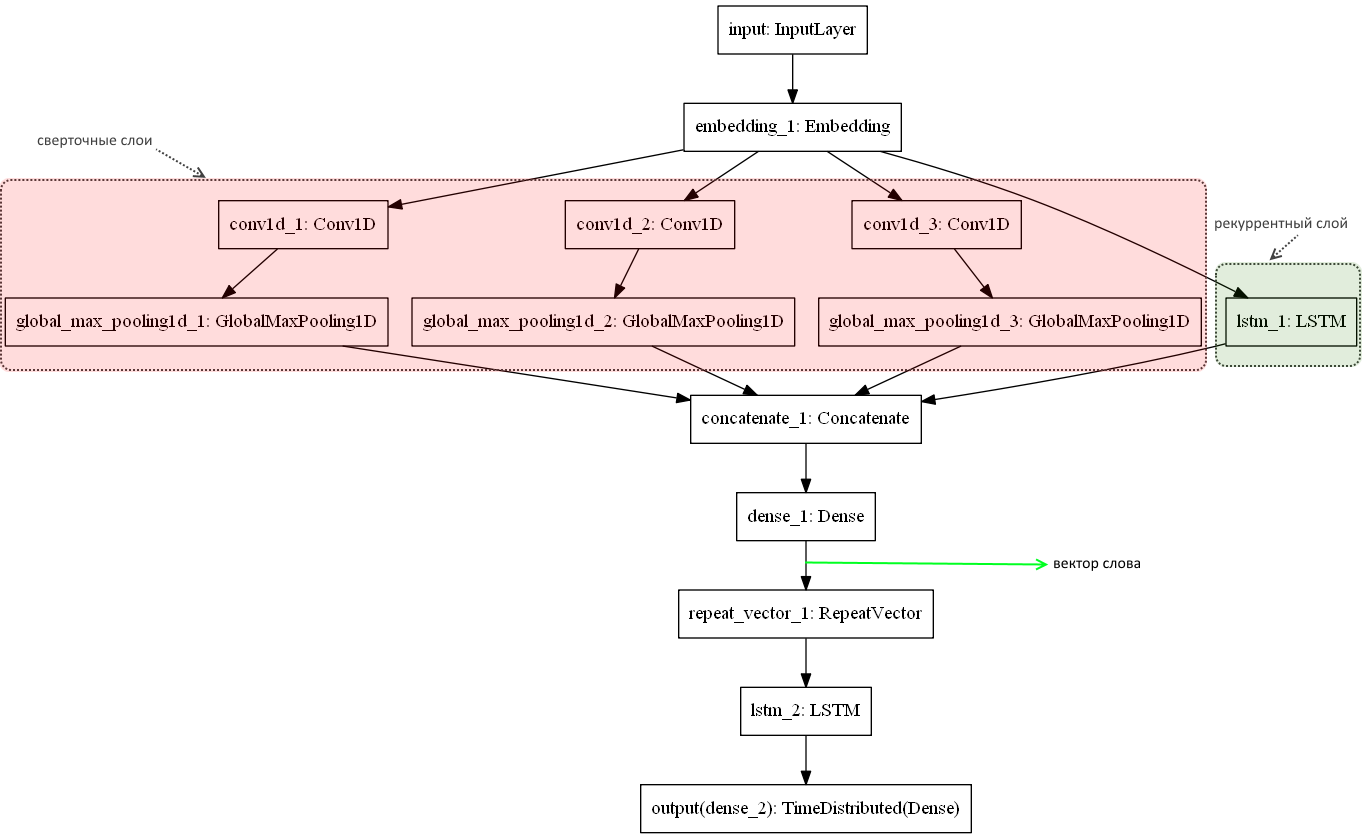 input: InputLayer
embedding_1: Embedding
сверточные слои
conv1d_1: Conv1D
conv1d_2: Conv1D
conv1d_3: Conv1D
рекуррентный слой
global_max_pooling1d_1: GlobalMaxPooling1D
global_max_pooling1d_2: GlobalMaxPooling1D
global_max_pooling1d_3: GlobalMaxPooling1D
lstm_1: LSTM
concatenate_1: Concatenate
dense_1: Dense
вектор слова
repeat_vector_1: RepeatVector
lstm_2: LSTM
output(dense_2): TimeDistributed(Dense)